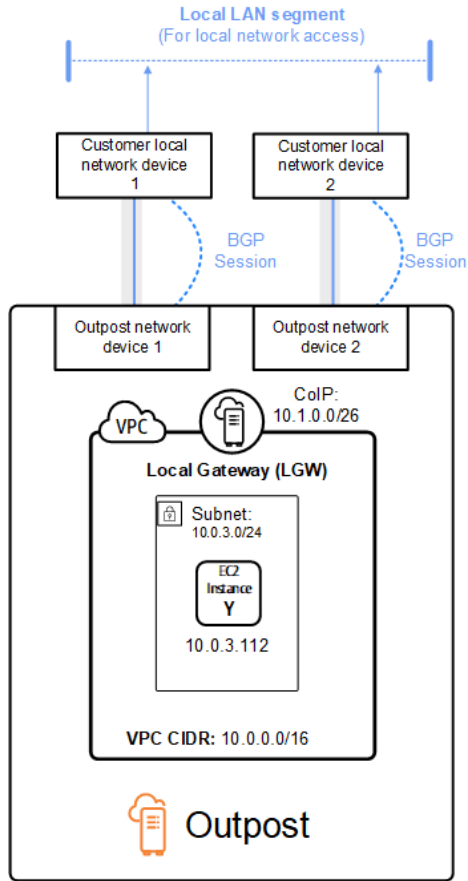 Local LAN segment
(For local network access)
Customer local
network device
1
Customer local
network device
2
BGP
Session
BGP
Session
Outpost network
device 1
Outpost network
device 2
CoIP:
10.1.0.0/26
VPC
Local Gateway (LGW)
Subnet:
10.0.3.0/24
EC2
Instance
Y
10.0.3.112
VPC CIDR: 10.0.0.0/16
Outpost